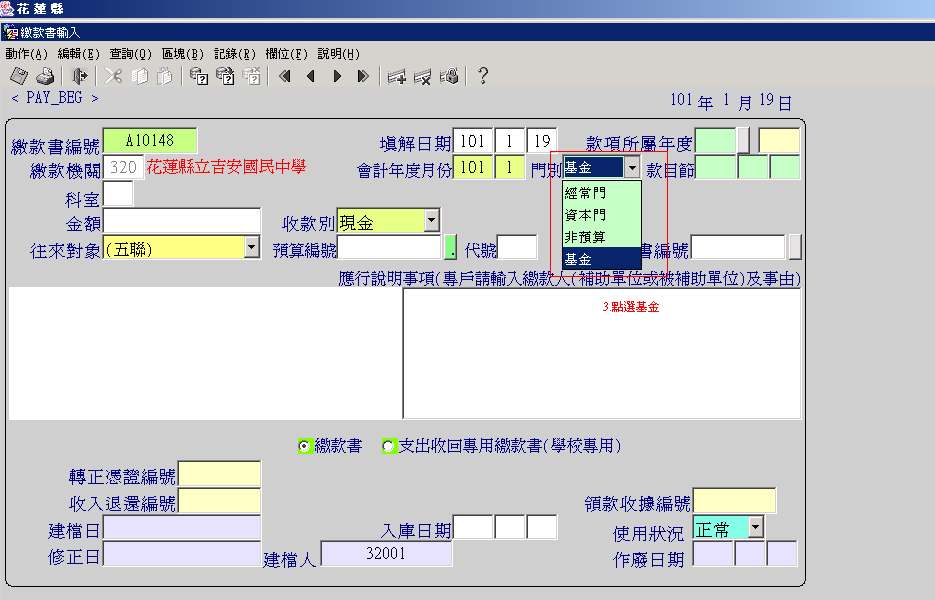 花蓮縣
繳款書輸入
動作(A) 編輯(E) 查詢(Q) 區塊(B) 記錄(R) 欄位(F) 說明(H)
< PAY_BEG > 101 年 1 月 19 日
繳款書編號 A10148 填解日期 101 1 19 款項所屬年度
繳款機關 320 花蓮縣立吉安國民中學 會計年度月份 101 1 門別 基金 款目節
科室 經常門
金額 收款別 現金 資本門
非預算
往來對象 (五聯) 預算編號 . 代號 書編號
基金
應行說明事項(專戶請輸入繳款人(補助單位或被補助單位)及事由)
3.點選基金
繳款書 支出收回專用繳款書(學校專用)
轉正憑證編號
收入退還編號 領款收據編號
建檔日 入庫日期 使用狀況 正常
修正日 建檔人 32001 作廢日期